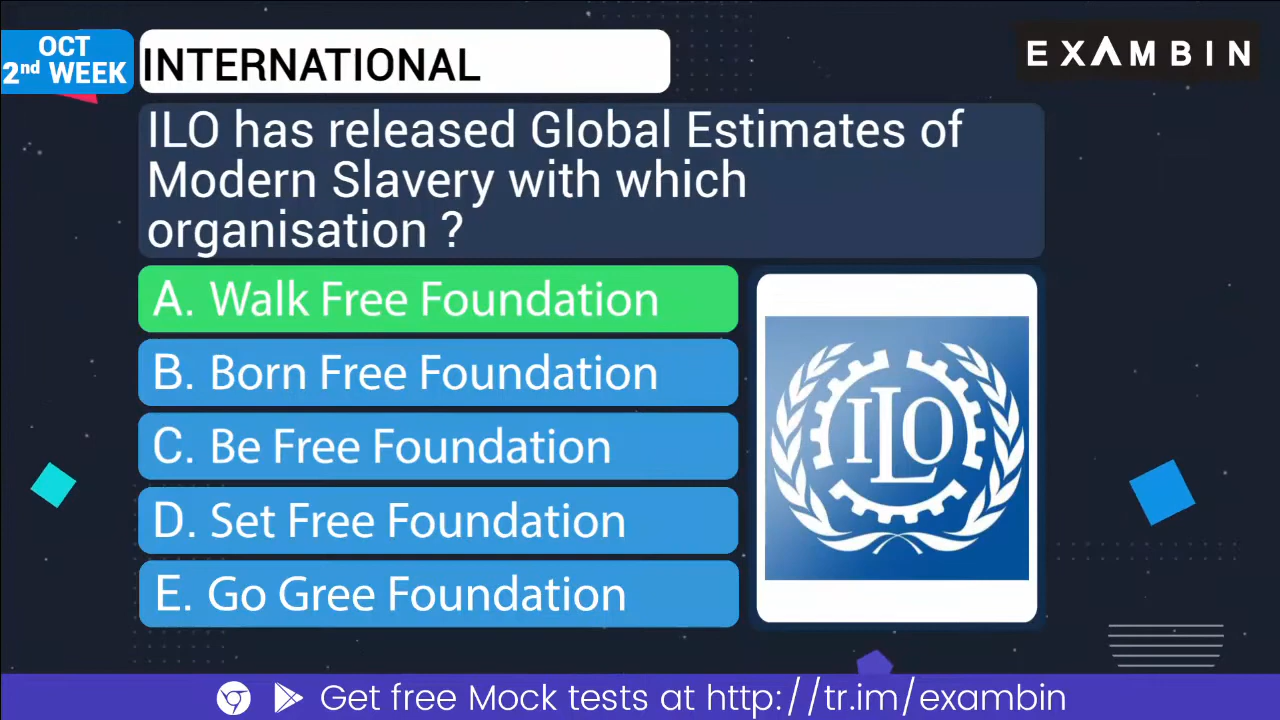 OCT
2nd WEEK
INTERNATIONAL
EXAMBIN
ILO has released Global Estimates of
Modern Slavery with which
organisation ?
A. Walk Free Foundation
B. Born Free Foundation
C. Be Free Foundation
D. Set Free Foundation
E. Go Gree Foundation
ILO
Get free Mock tests at http://tr.im/exambin